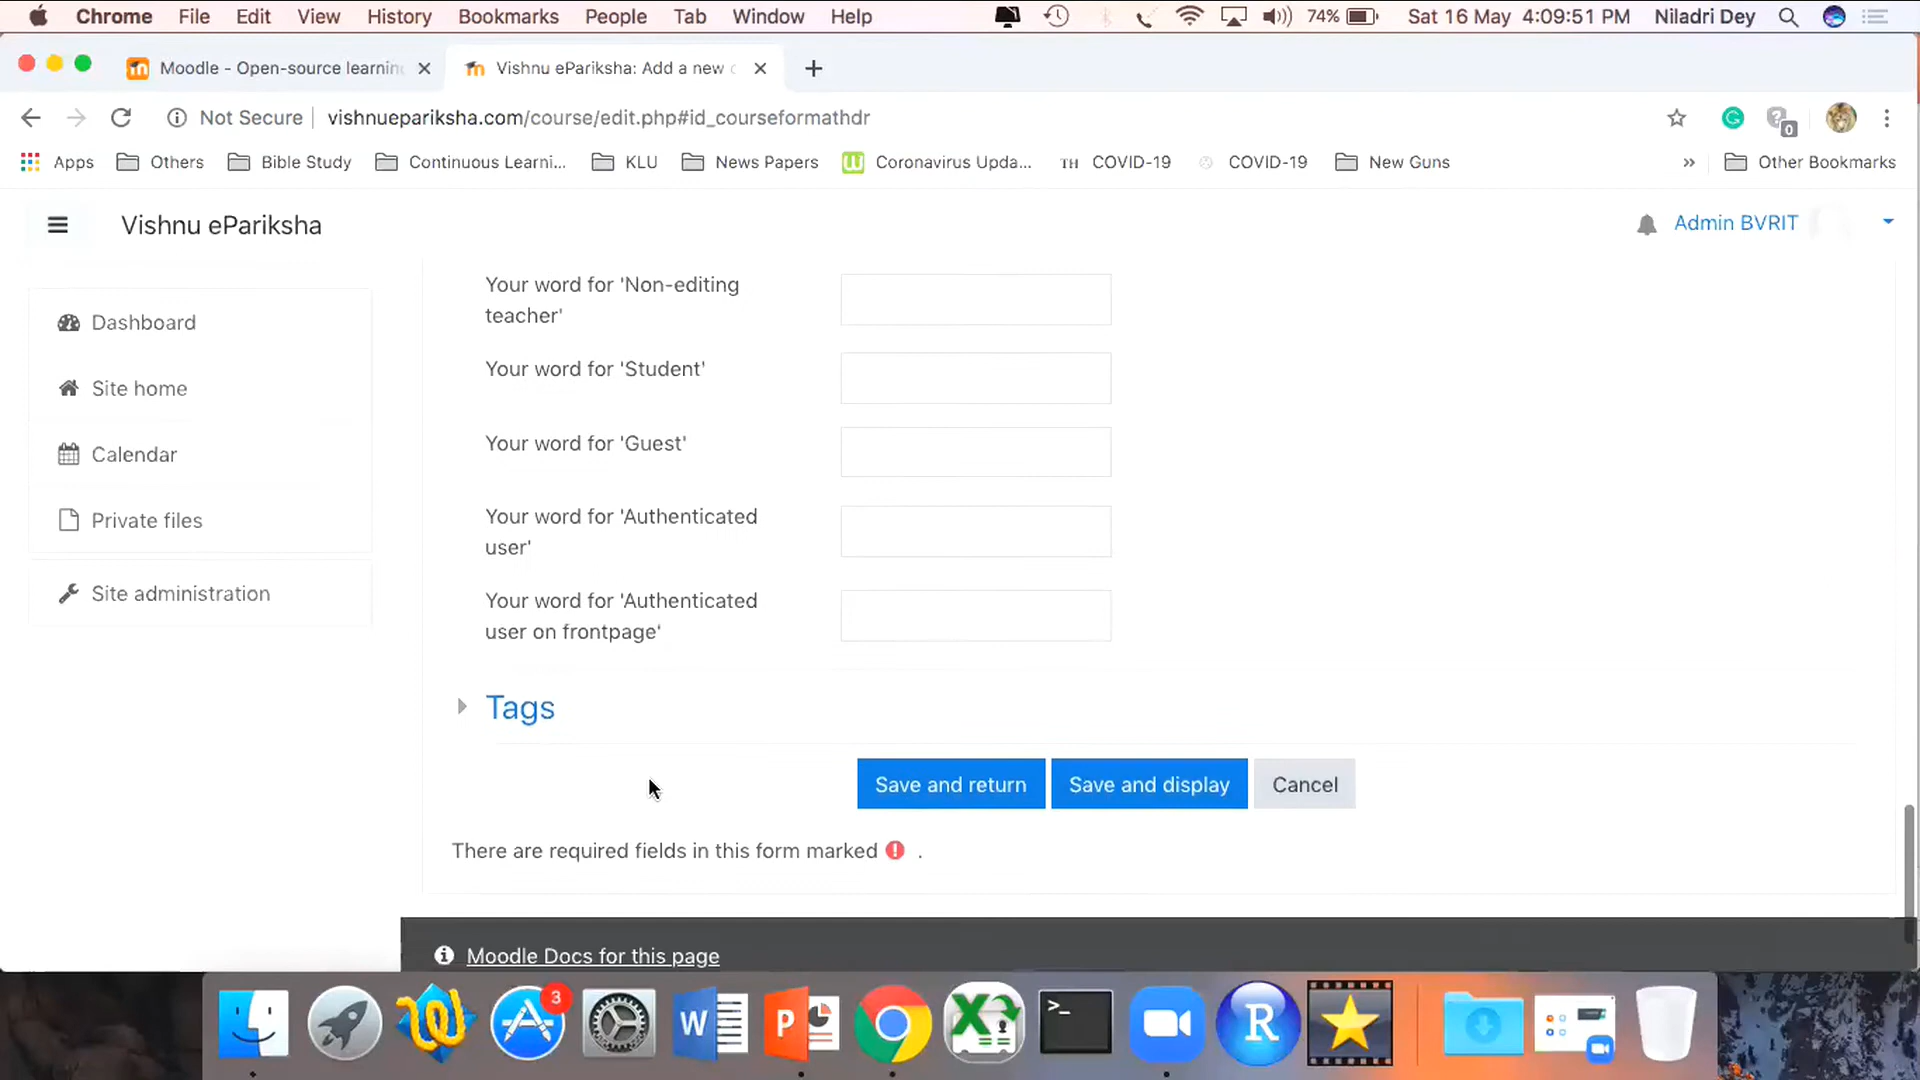 Chrome File Edit View History Bookmarks People Tab Window Help 74% Sat 16 May 4:09:51 PM Niladri Dey
Moodle - Open-source learnin Vishnu ePariksha: Add a new c
Not Secure vishnuepariksha.com/course/edit.php#id_courseformathdr 0
Apps Others Bible Study Continuous Learni... KLU News Papers Coronavirus Upda... TH COVID-19 COVID-19 New Guns » Other Bookmarks
Vishnu ePariksha Admin BVRIT
Dashboard
Site home
Calendar
Private files
Site administration
Your word for 'Non-editing
teacher'
Your word for 'Student'
Your word for 'Guest'
Your word for 'Authenticated
user'
Your word for 'Authenticated
user on frontpage'
Tags
Save and return Save and display Cancel
There are required fields in this form marked .
Moodle Docs for this page
3
W P X >_ R